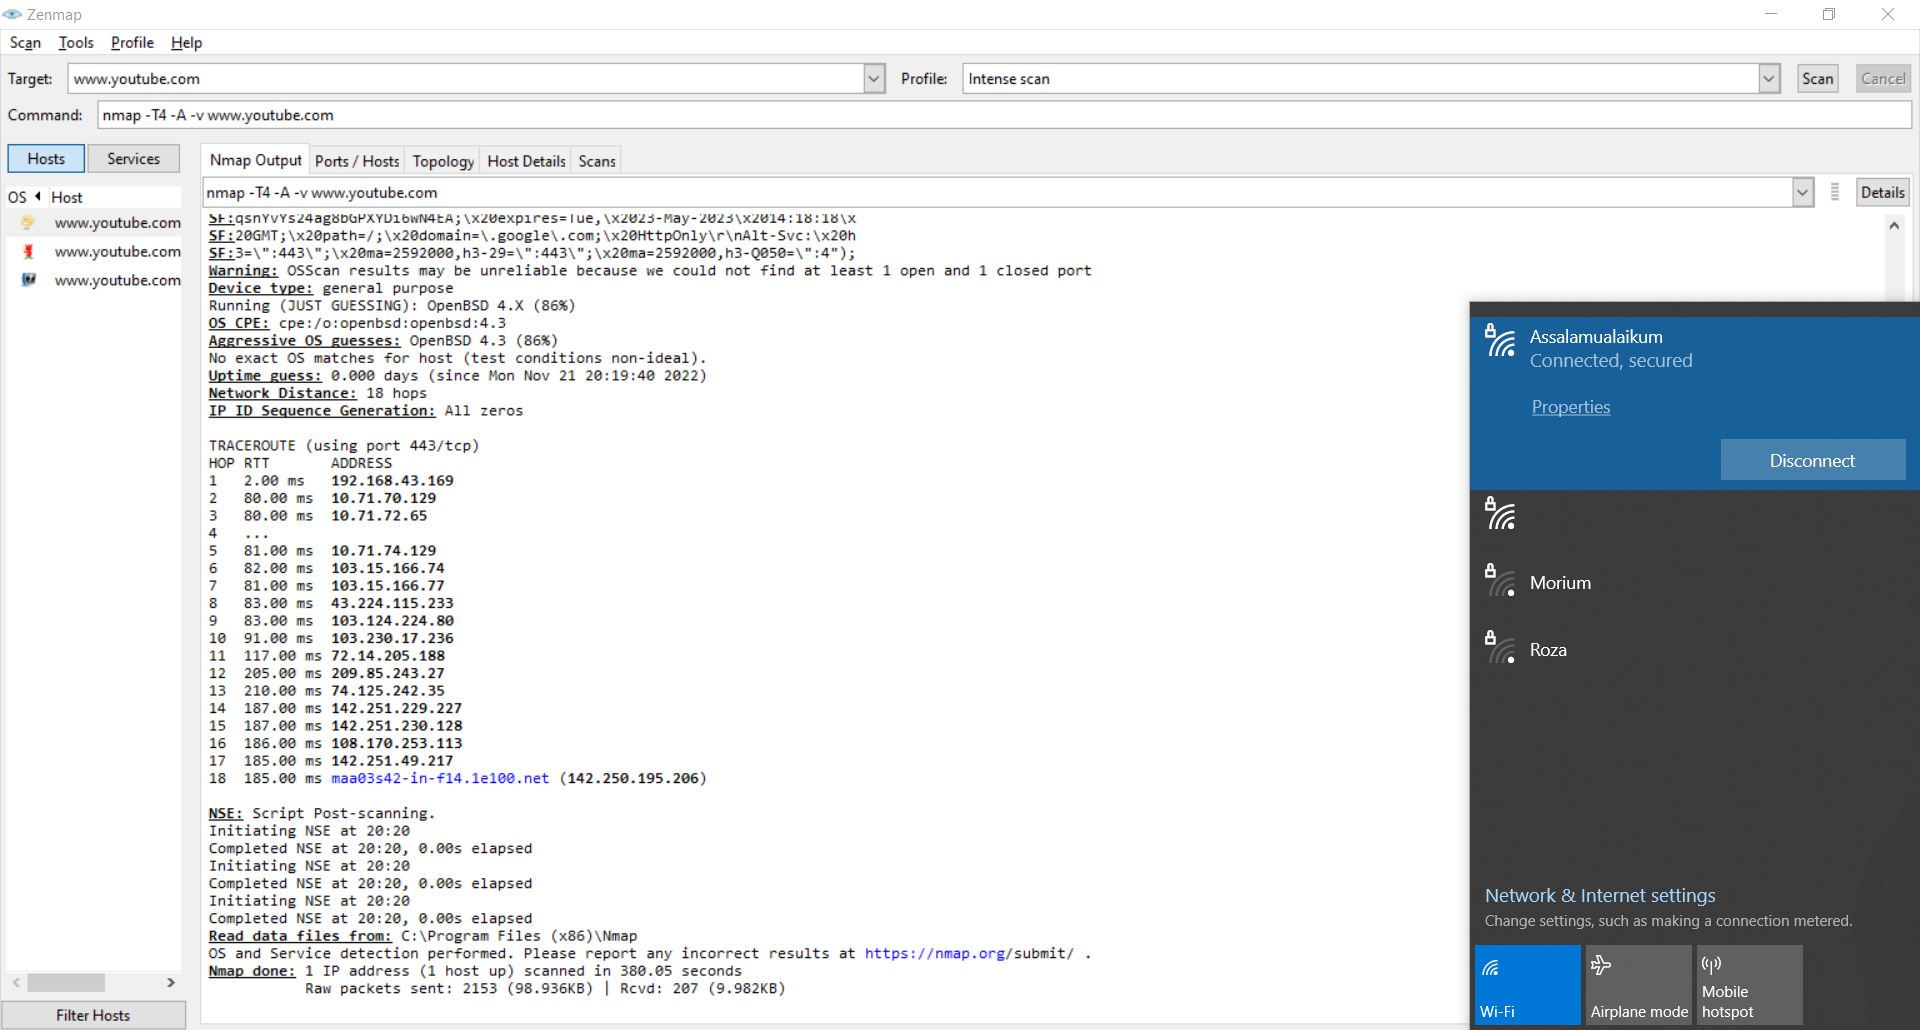 Zenmap
Scan Tools Profile Help
Target: www.youtube.com Profile: Intense scan Scan Cancel
Command: nmap -T4 -A -v www.youtube.com
Hosts Services
OS Host
www.youtube.com
www.youtube.com
www.youtube.com
Filter Hosts
Nmap Output Ports / Hosts Topology Host Details Scans
nmap -T4 -A -v www.youtube.com Details
SF:qsnYvYs24ag8bGPXYD16wN4EA;\x20expires=Tue,\x2023-May-2023\x2014:18:18\x
SF:20GMT;\x20path=/;\x20domain=\.google\.com;\x20HttpOnly\r\nAlt-Svc:\x20h
SF:3=\":443\";\x20ma=2592000,h3-29=\":443\";\x20ma=2592000,h3-Q050=\":4");
Warning: OSScan results may be unreliable because we could not find at least 1 open and 1 closed port
Device type: general purpose
Running (JUST GUESSING): OpenBSD 4.X (86%)
OS CPE: cpe:/o:openbsd:openbsd:4.3
Aggressive OS guesses: OpenBSD 4.3 (86%)
No exact OS matches for host (test conditions non-ideal).
Uptime guess: 0.000 days (since Mon Nov 21 20:19:40 2022)
Network Distance: 18 hops
IP ID Sequence Generation: All zeros
TRACEROUTE (using port 443/tcp)
HOP RTT ADDRESS
1 2.00 ms 192.168.43.169
2 80.00 ms 10.71.70.129
3 80.00 ms 10.71.72.65
4 ...
5 81.00 ms 10.71.74.129
6 82.00 ms 103.15.166.74
7 81.00 ms 103.15.166.77
8 83.00 ms 43.224.115.233
9 83.00 ms 103.124.224.80
10 91.00 ms 103.230.17.236
11 117.00 ms 72.14.205.188
12 205.00 ms 209.85.243.27
13 210.00 ms 74.125.242.35
14 187.00 ms 142.251.229.227
15 187.00 ms 142.251.230.128
16 186.00 ms 108.170.253.113
17 185.00 ms 142.251.49.217
18 185.00 ms maa03s42-in-f14.1e100.net (142.250.195.206)
NSE: Script Post-scanning.
Initiating NSE at 20:20
Completed NSE at 20:20, 0.00s elapsed
Initiating NSE at 20:20
Completed NSE at 20:20, 0.00s elapsed
Initiating NSE at 20:20
Completed NSE at 20:20, 0.00s elapsed
Read data files from: C:\Program Files (x86)\Nmap
OS and Service detection performed. Please report any incorrect results at https://nmap.org/submit/ .
Nmap done: 1 IP address (1 host up) scanned in 380.05 seconds
Raw packets sent: 2153 (98.936KB) | Rcvd: 207 (9.982KB)
Assalamualaikum
Connected, secured
Properties
Disconnect
Morium
Roza
Network & Internet settings
Change settings, such as making a connection metered.
Wi-Fi
Airplane mode
Mobile
hotspot